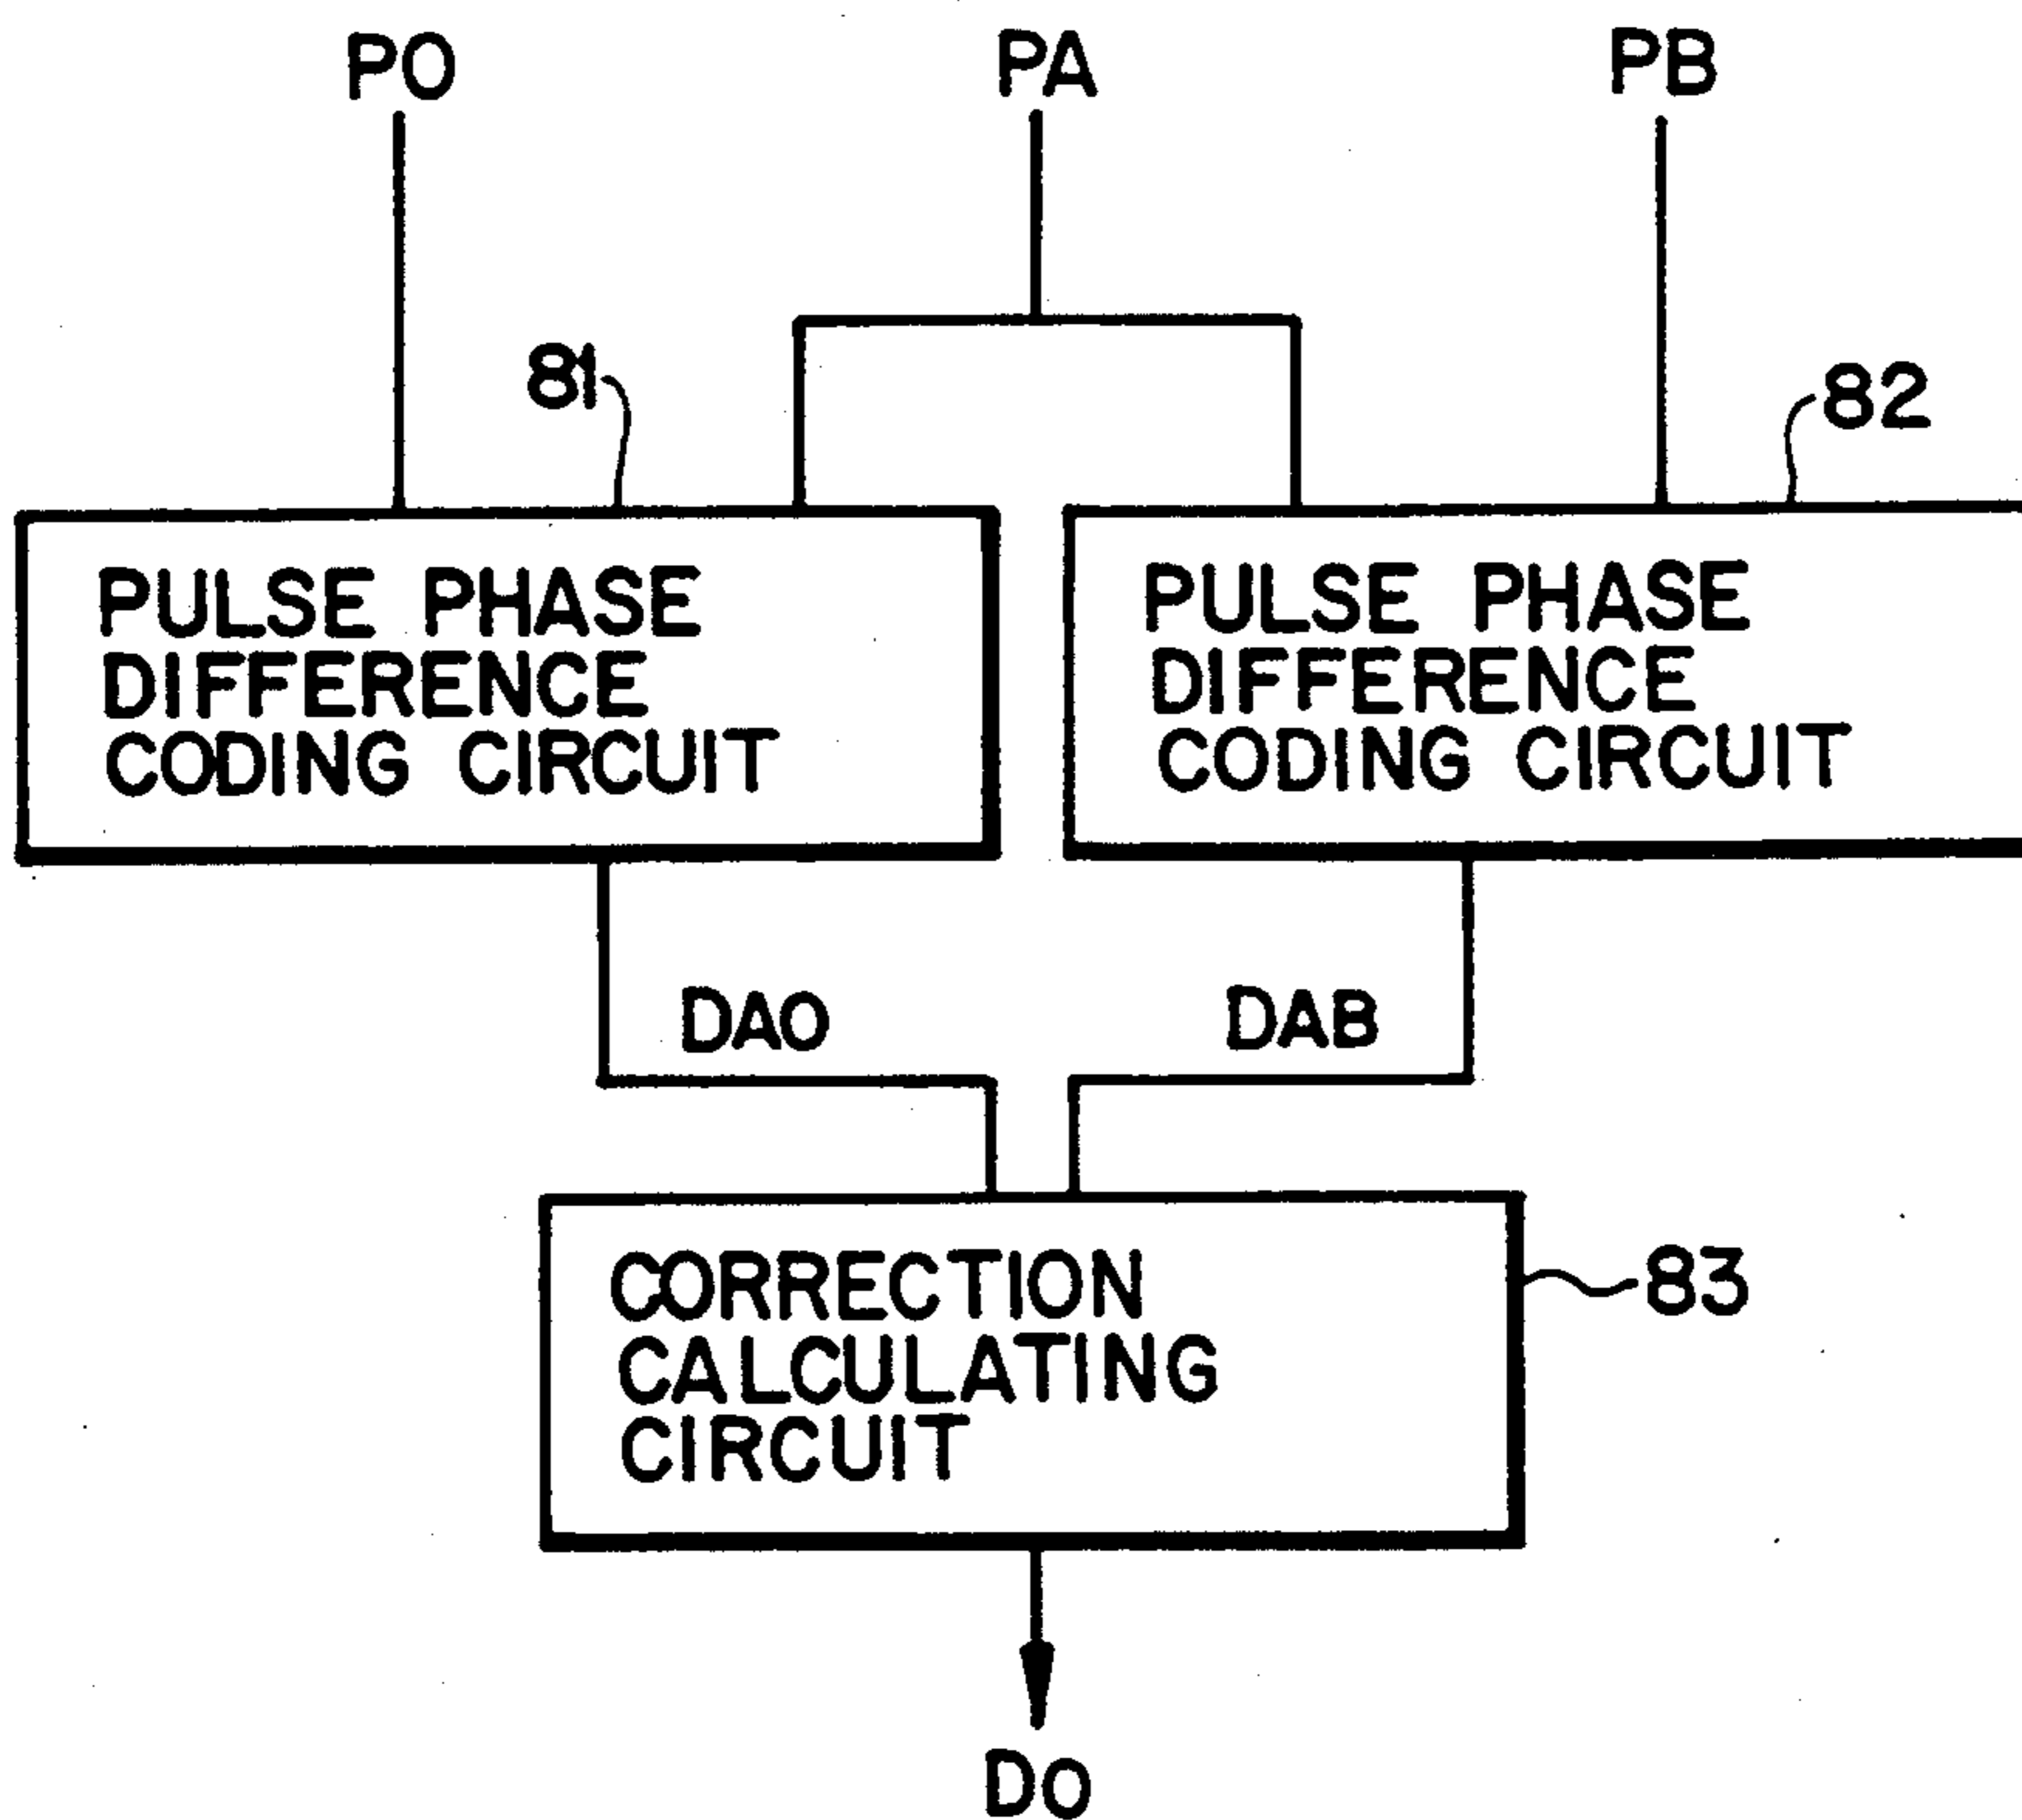 PO
PA
PB
81
82
PULSE PHASE
DIFFERENCE
CODING CIRCUIT
PULSE PHASE
DIFFERENCE
CODING CIRCUIT
DAO
DAB
CORRECTION
CALCULATING
CIRCUIT
83
DO